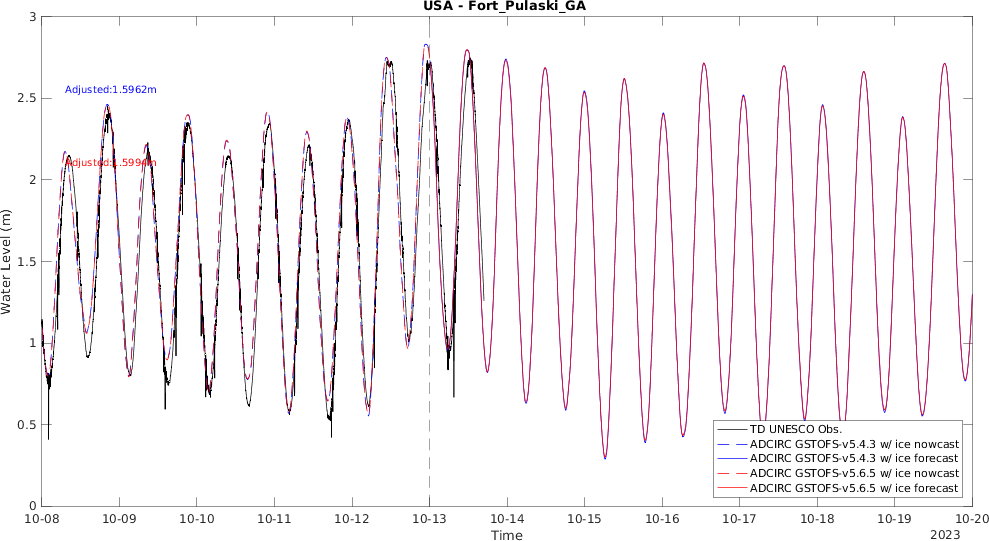 USA - Fort_Pulaski_GA
3
2.5
2
1.5
1
0.5
0
Water Level (m)
Adjusted:1.5962m
Adjusted:1.5994m
TD UNESCO Obs.
ADCIRC GSTOFS-v5.4.3 w/ ice nowcast
ADCIRC GSTOFS-v5.4.3 w/ ice forecast
ADCIRC GSTOFS-v5.6.5 w/ ice nowcast
ADCIRC GSTOFS-v5.6.5 w/ ice forecast
10-08 10-09 10-10 10-11 10-12 10-13 10-14 10-15 10-16 10-17 10-18 10-19 10-20
Time
2023